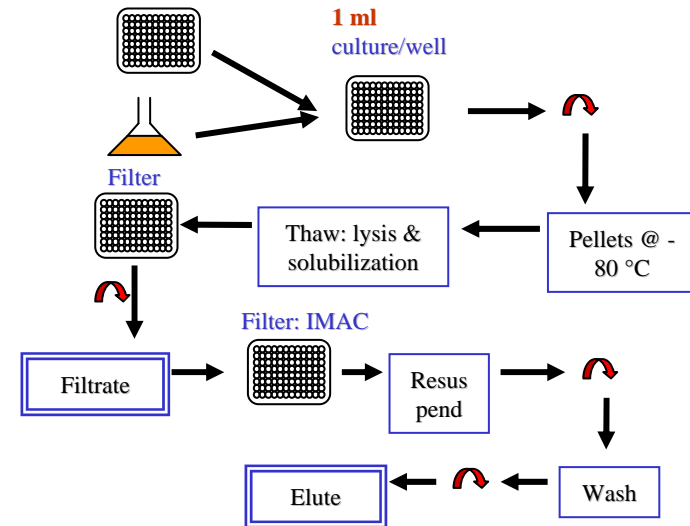 1 ml
culture/well
Filter
Thaw: lysis &
solubilization
Pellets @ -
80 °C
Filter: IMAC
Filtrate
Resus
pend
Elute
Wash